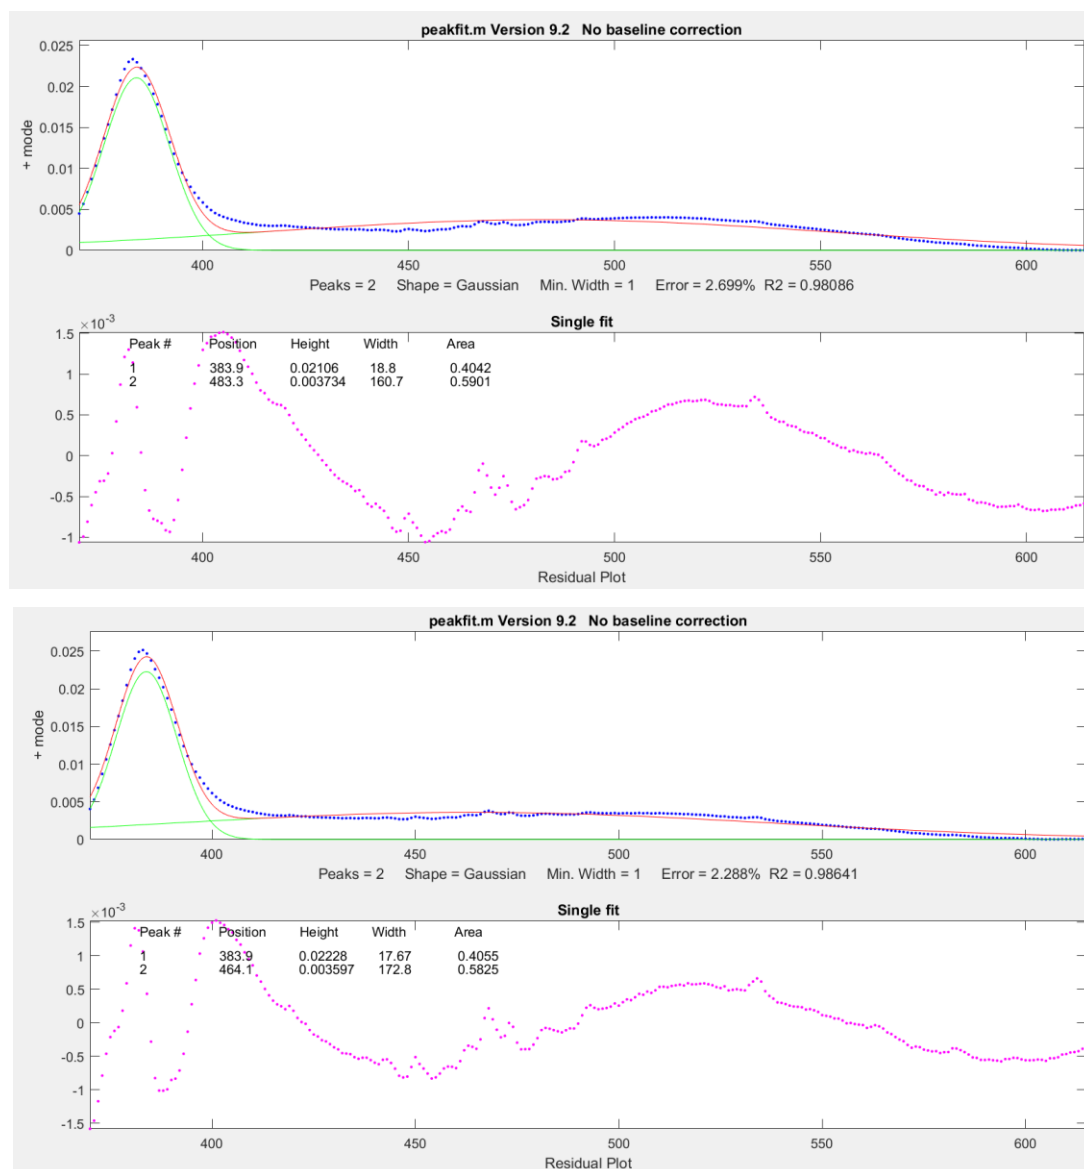 peakfit.m Version 9.2 No baseline correction
0.025
0.02
0.015
0.01
0.005
0
+ mode
400 450 500 550 600
Peaks = 2 Shape = Gaussian Min. Width = 1 Error = 2.699% R2 = 0.98086
×10-3
Single fit
1.5
1
0.5
0
-0.5
-1
Peak # Position Height Width Area
1 383.9 0.02106 18.8 0.4042
2 483.3 0.003734 160.7 0.5901
400 450 500 550 600
Residual Plot
peakfit.m Version 9.2 No baseline correction
0.025
0.02
0.015
0.01
0.005
0
+ mode
400 450 500 550 600
Peaks = 2 Shape = Gaussian Min. Width = 1 Error = 2.288% R2 = 0.98641
×10-3
Single fit
1.5
1
0.5
0
-0.5
-1
-1.5
Peak # Position Height Width Area
1 383.9 0.02228 17.67 0.4055
2 464.1 0.003597 172.8 0.5825
400 450 500 550 600
Residual Plot